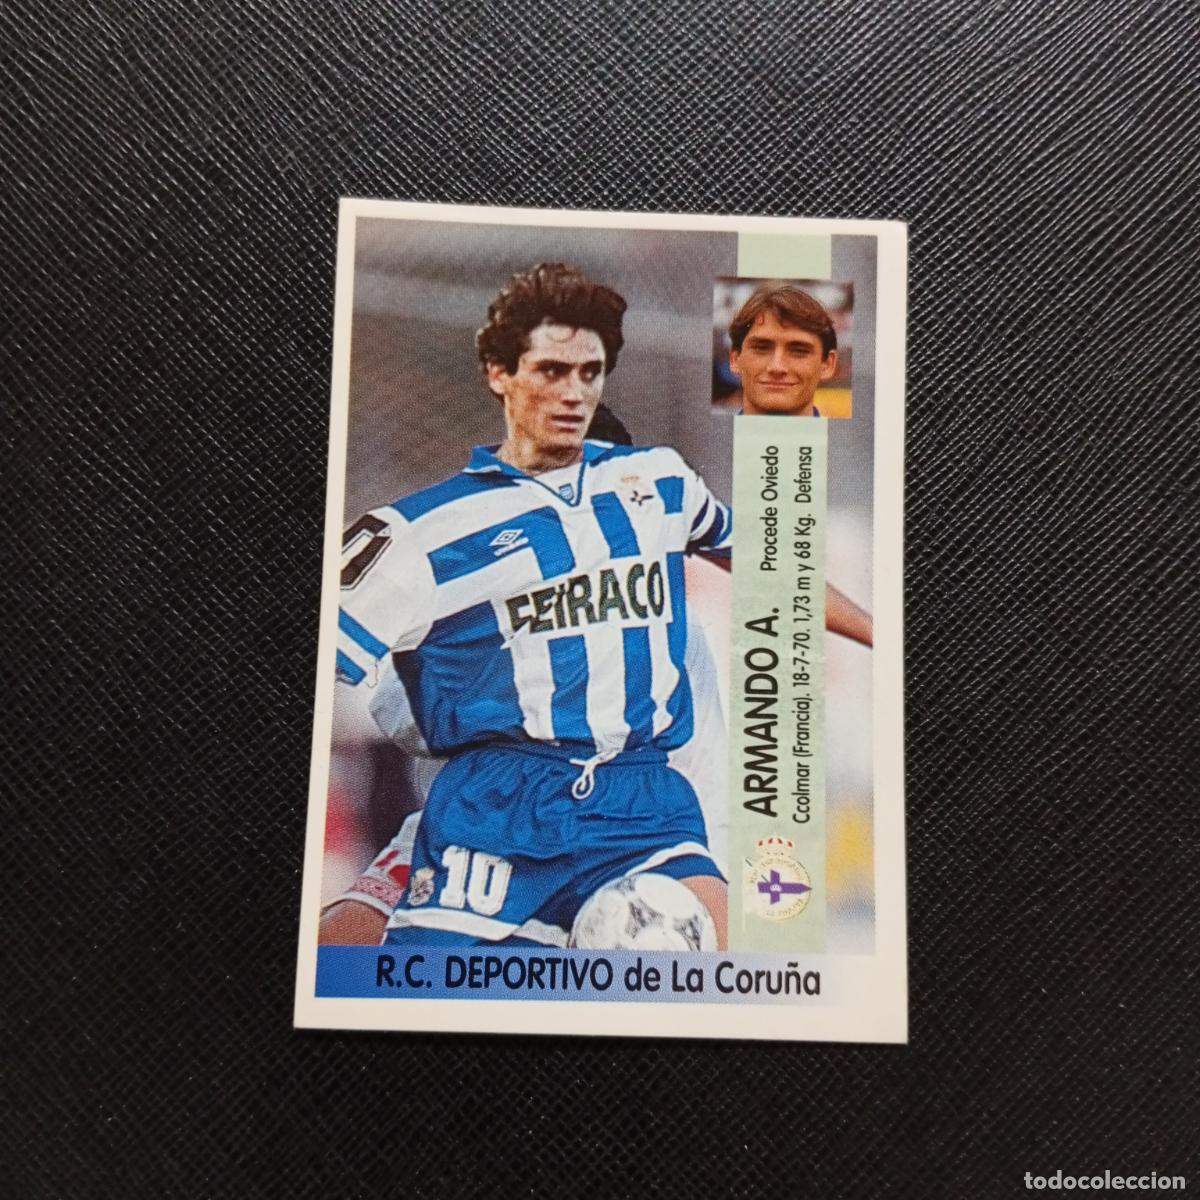 Procede Oviedo
ARMANDO A.
Ccolmar (Francia). 18-7-70. 1,73 m y 68 Kg. Defensa
umbro
FEIRACO
10
R.C. DEPORTIVO de La Coruña
todocoleccion